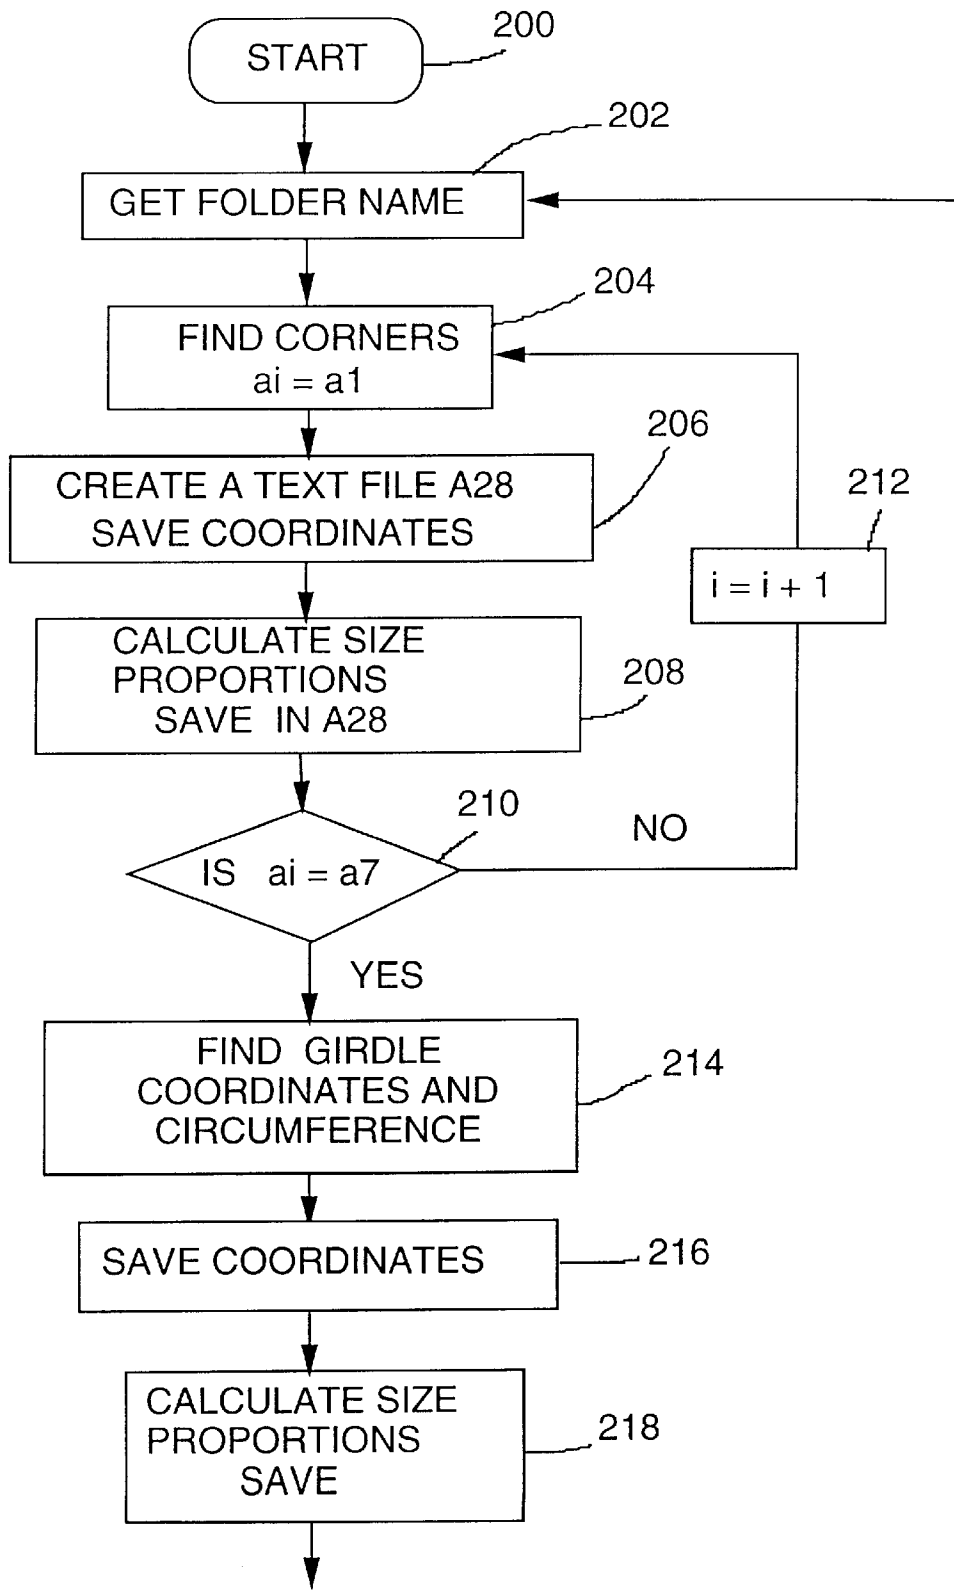 START
200
202
GET FOLDER NAME
204
FIND CORNERS
ai = a1
206
CREATE A TEXT FILE A28
SAVE COORDINATES
212
i = i + 1
CALCULATE SIZE
PROPORTIONS
SAVE IN A28
208
210
NO
IS ai = a7
YES
FIND GIRDLE
COORDINATES AND
CIRCUMFERENCE
214
SAVE COORDINATES
216
CALCULATE SIZE
PROPORTIONS
SAVE
218